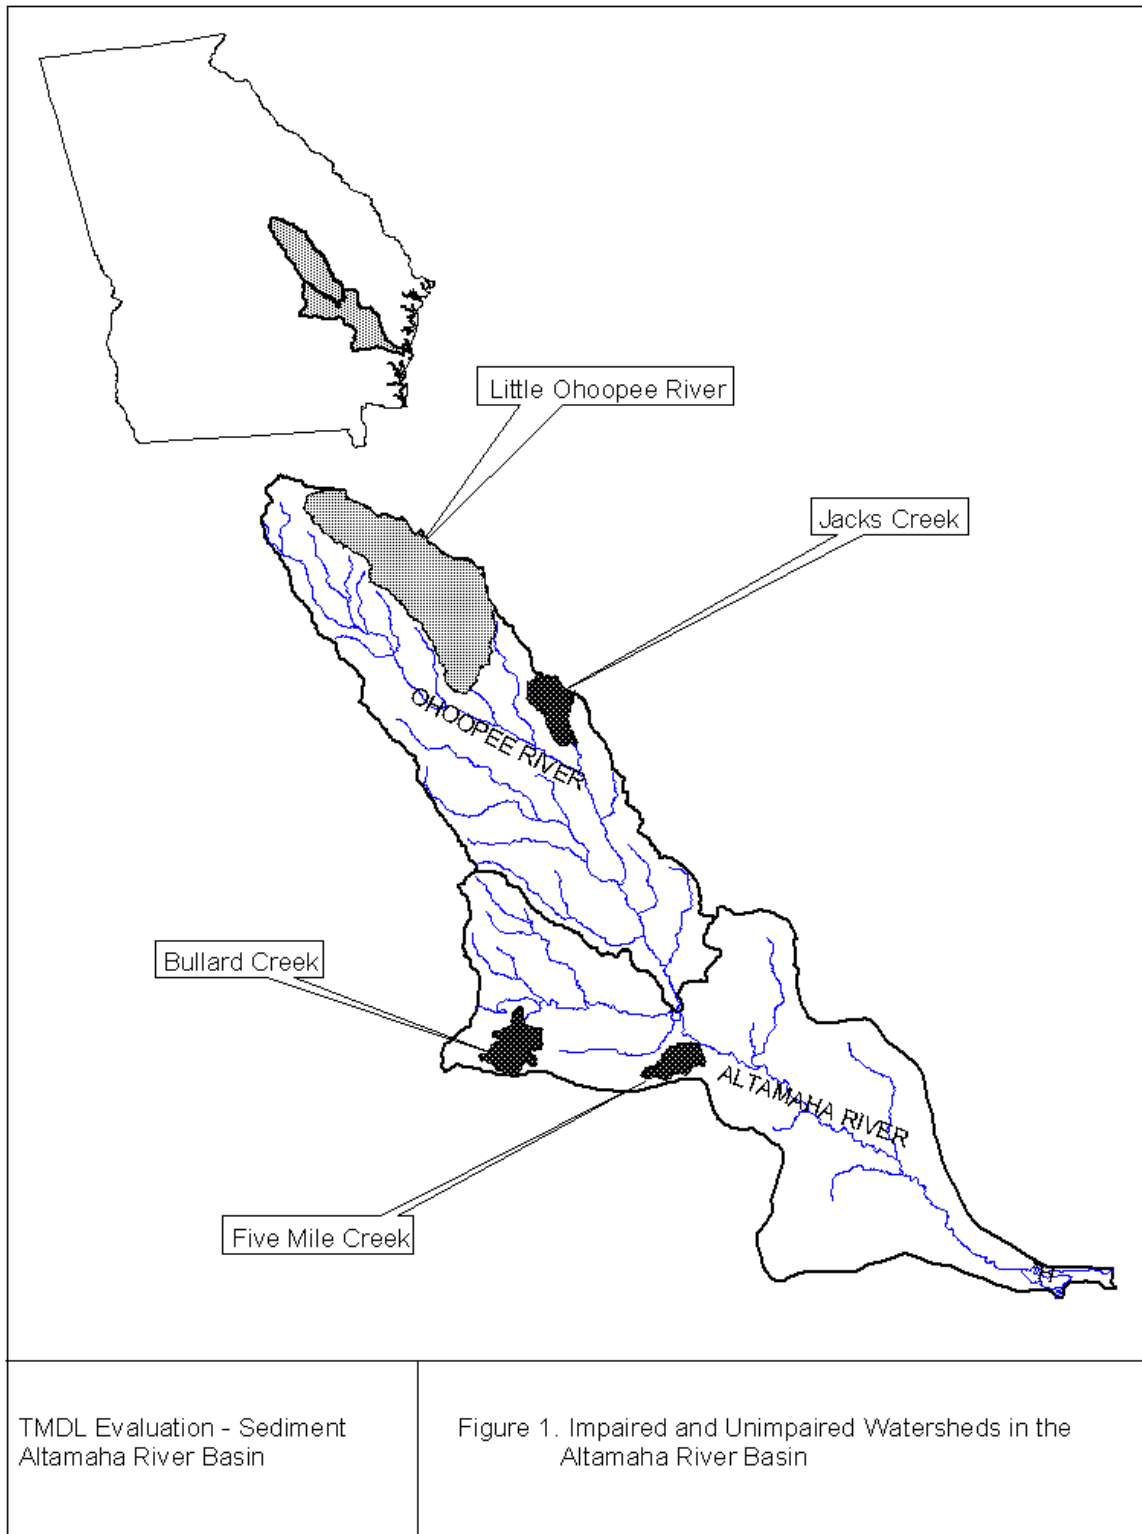 Little Ohoopee River
Jacks Creek
OHOOPEE RIVER
Bullard Creek
ALTAMAHA RIVER
Five Mile Creek
TMDL Evaluation - Sediment
Altamaha River Basin
Figure 1. Impaired and Unimpaired Watersheds in the
Altamaha River Basin